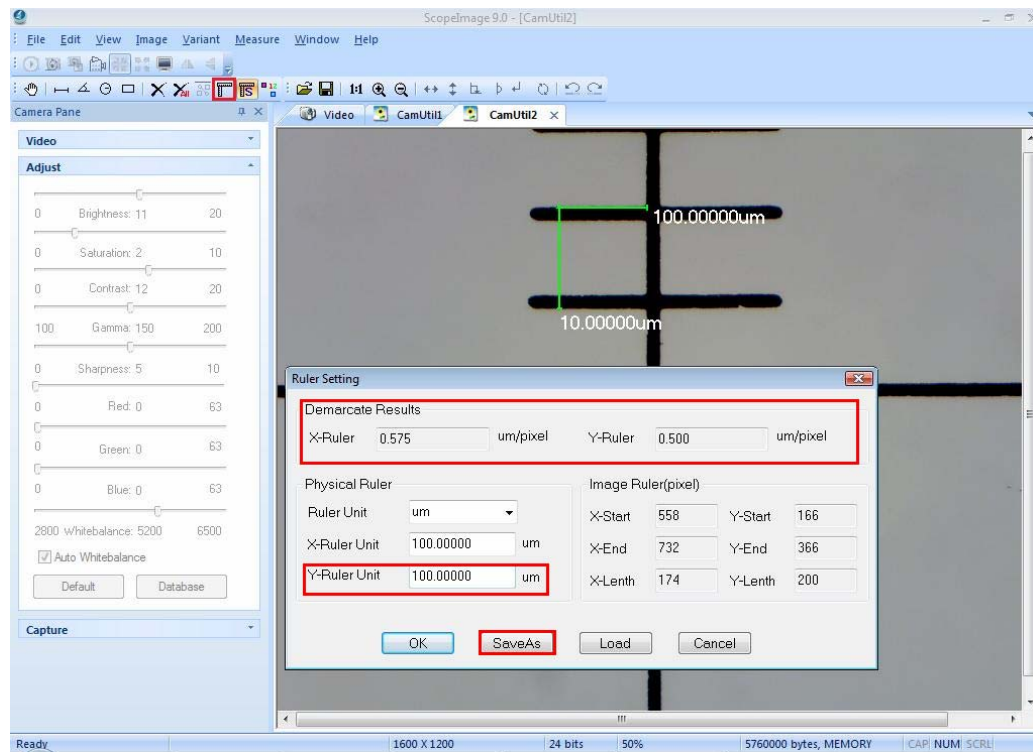 ScopeImage 9.0 - [CamUtil2]
File Edit View Image Variant Measure Window Help
All TS 1:1
Camera Pane
Video CamUtil1 CamUtil2
Video
Adjust
0 Brightness: 11 20
0 Saturation: 2 10
0 Contrast: 12 20
100 Gamma: 150 200
0 Sharpness: 5 10
0 Red: 0 63
0 Green: 0 63
0 Blue: 0 63
2800 Whitebalance: 5200 6500
Auto Whitebalance
Default Database
Capture
100.00000um
10.00000um
Ruler Setting
Demarcate Results
X-Ruler 0.575 um/pixel Y-Ruler 0.500 um/pixel
Physical Ruler
Ruler Unit um
X-Ruler Unit 100.00000 um
Y-Ruler Unit 100.00000 um
Image Ruler(pixel)
X-Start 558 Y-Start 166
X-End 732 Y-End 366
X-Lenth 174 Y-Lenth 200
OK SaveAs Load Cancel
Ready 1600 X 1200 24 bits 50% 5760000 bytes, MEMORY CAP NUM SCRL